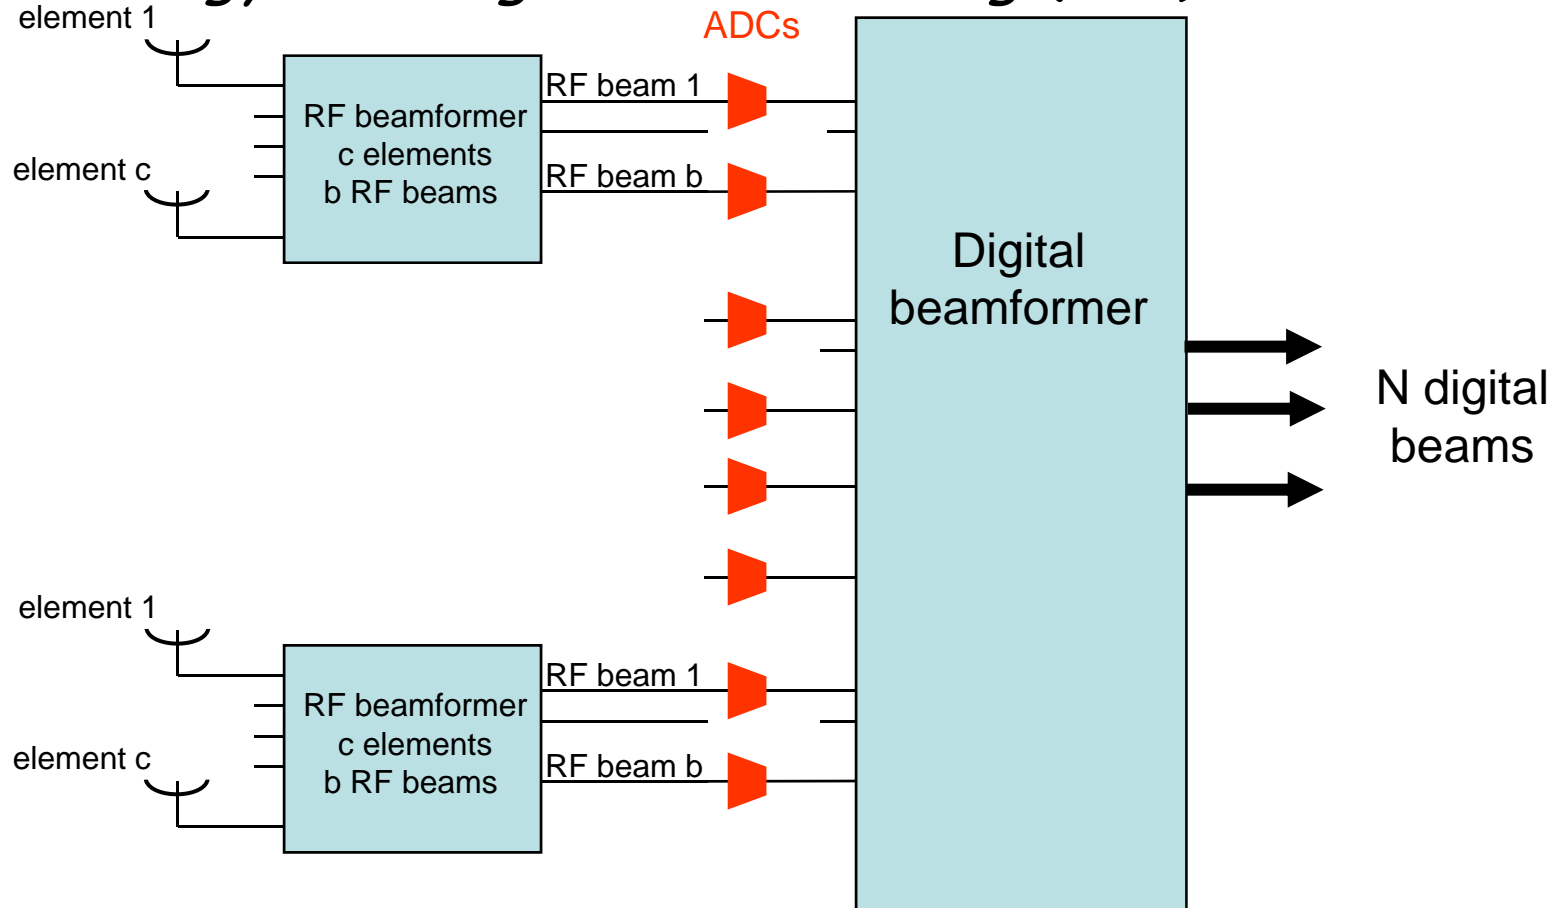 element 1
ADCs
RF beam 1
RF beamformer
c elements
b RF beams
element c
RF beam b
Digital
beamformer
N digital
beams
element 1
RF beam 1
RF beamformer
c elements
b RF beams
element c
RF beam b